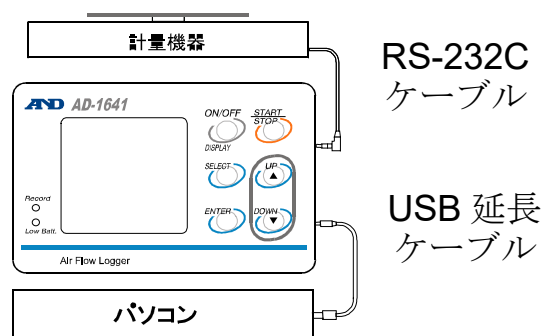 計量機器
RS-232C
ケーブル
AND AD-1641
ON/OFF
START
STOP
DISPLAY
SELECT
UP
ENTER
DOWN
Record
Low Batt.
Air Flow Logger
USB 延長
ケーブル
パソコン